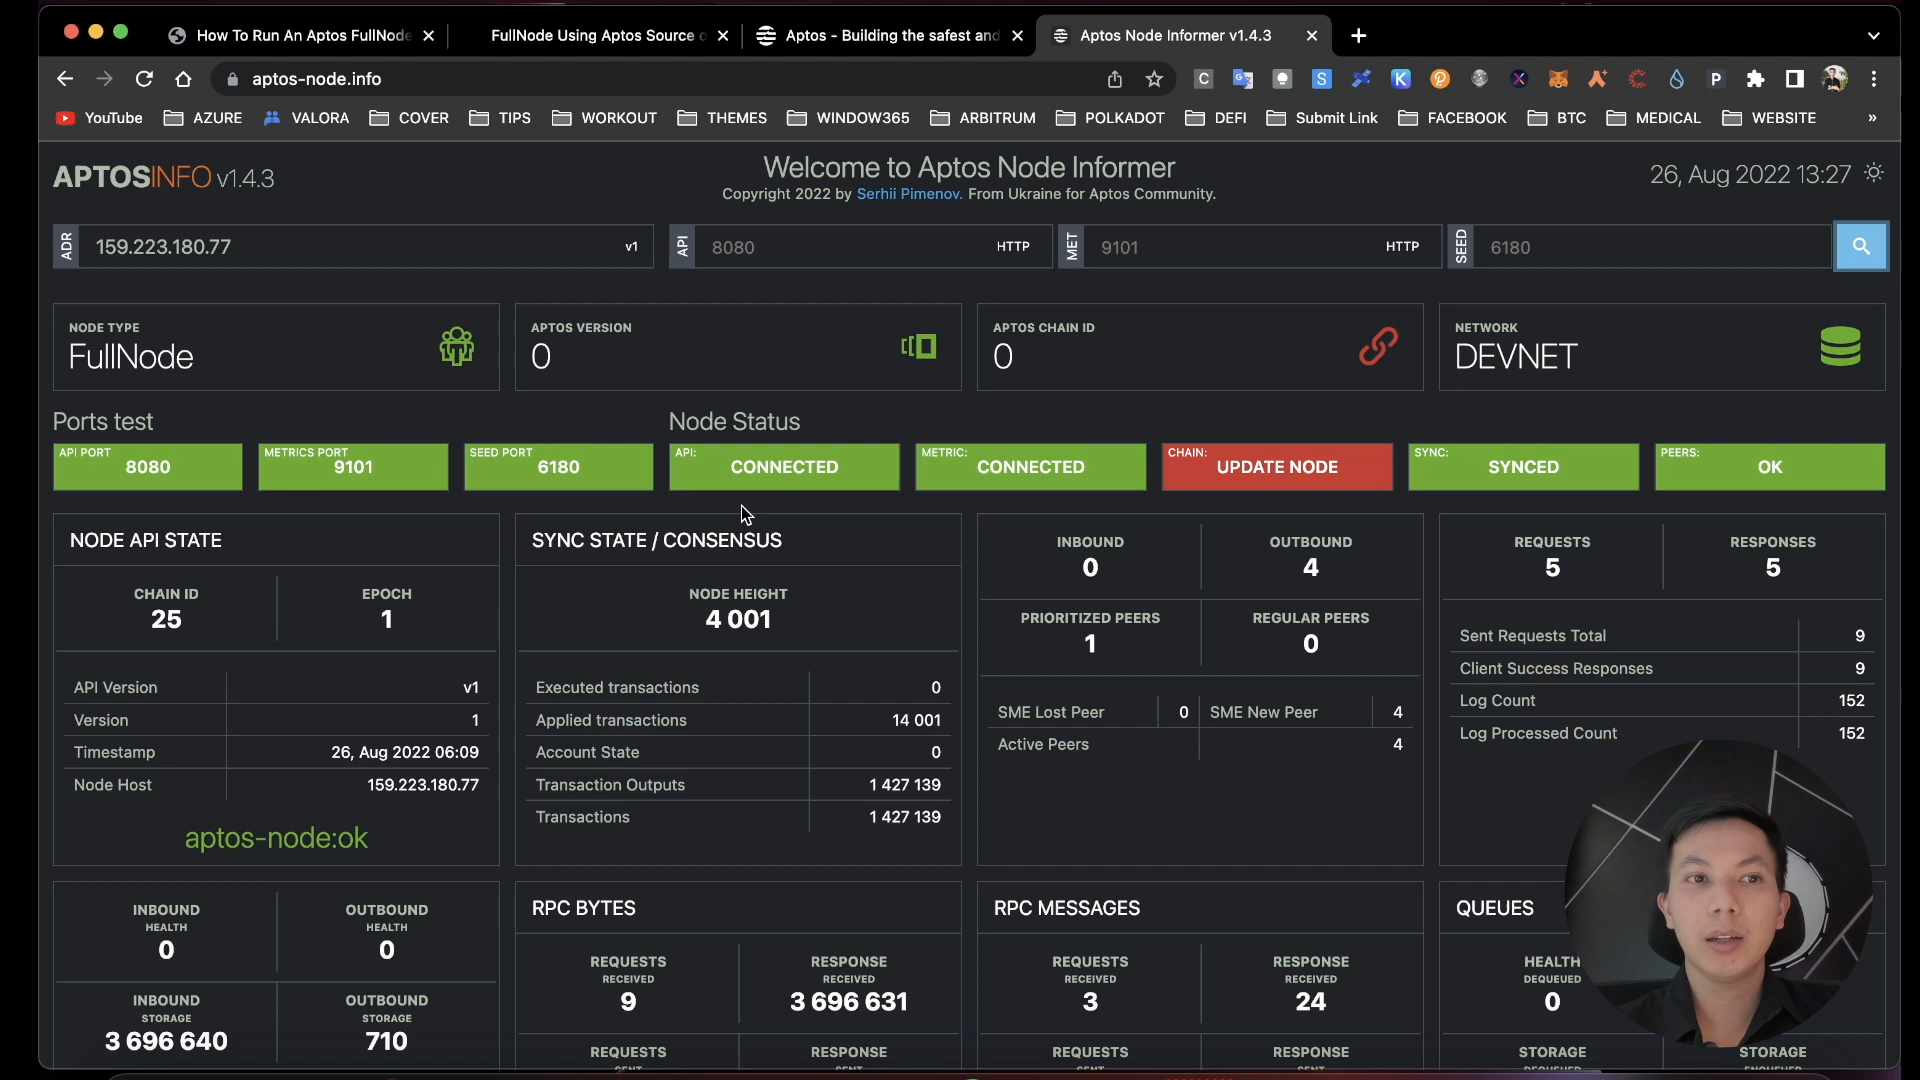 How To Run An Aptos FullNode
FullNode Using Aptos Source o
Aptos - Building the safest and
Aptos Node Informer v1.4.3
aptos-node.info
YouTube
AZURE
VALORA
COVER
TIPS
WORKOUT
THEMES
WINDOW365
ARBITRUM
POLKADOT
DEFI
Submit Link
FACEBOOK
BTC
MEDICAL
WEBSITE
»
APTOSINFO v1.4.3
Welcome to Aptos Node Informer
Copyright 2022 by Serhii Pimenov. From Ukraine for Aptos Community.
26, Aug 2022 13:27
ADR 159.223.180.77 v1
API 8080 HTTP
MET 9101 HTTP
SEED 6180
NODE TYPE
FullNode
APTOS VERSION
0
APTOS CHAIN ID
0
NETWORK
DEVNET
Ports test
Node Status
API PORT
8080
METRICS PORT
9101
SEED PORT
6180
API:
CONNECTED
METRIC:
CONNECTED
CHAIN:
UPDATE NODE
SYNC:
SYNCED
PEERS:
OK
NODE API STATE
CHAIN ID
25
EPOCH
1
API Version v1
Version 1
Timestamp 26, Aug 2022 06:09
Node Host 159.223.180.77
aptos-node:ok
SYNC STATE / CONSENSUS
NODE HEIGHT
4 001
Executed transactions 0
Applied transactions 14 001
Account State 0
Transaction Outputs 1 427 139
Transactions 1 427 139
INBOUND
0
OUTBOUND
4
PRIORITIZED PEERS
1
REGULAR PEERS
0
SME Lost Peer 0 SME New Peer 4
Active Peers 4
REQUESTS
5
RESPONSES
5
Sent Requests Total 9
Client Success Responses 9
Log Count 152
Log Processed Count 152
INBOUND
HEALTH
0
OUTBOUND
HEALTH
0
INBOUND
STORAGE
3 696 640
OUTBOUND
STORAGE
710
RPC BYTES
REQUESTS
RECEIVED
9
RESPONSE
RECEIVED
3 696 631
REQUESTS
RESPONSE
RPC MESSAGES
REQUESTS
RECEIVED
3
RESPONSE
RECEIVED
24
REQUESTS
RESPONSE
QUEUES
HEALTH
DEQUEUED
0
STORAGE
STORAGE